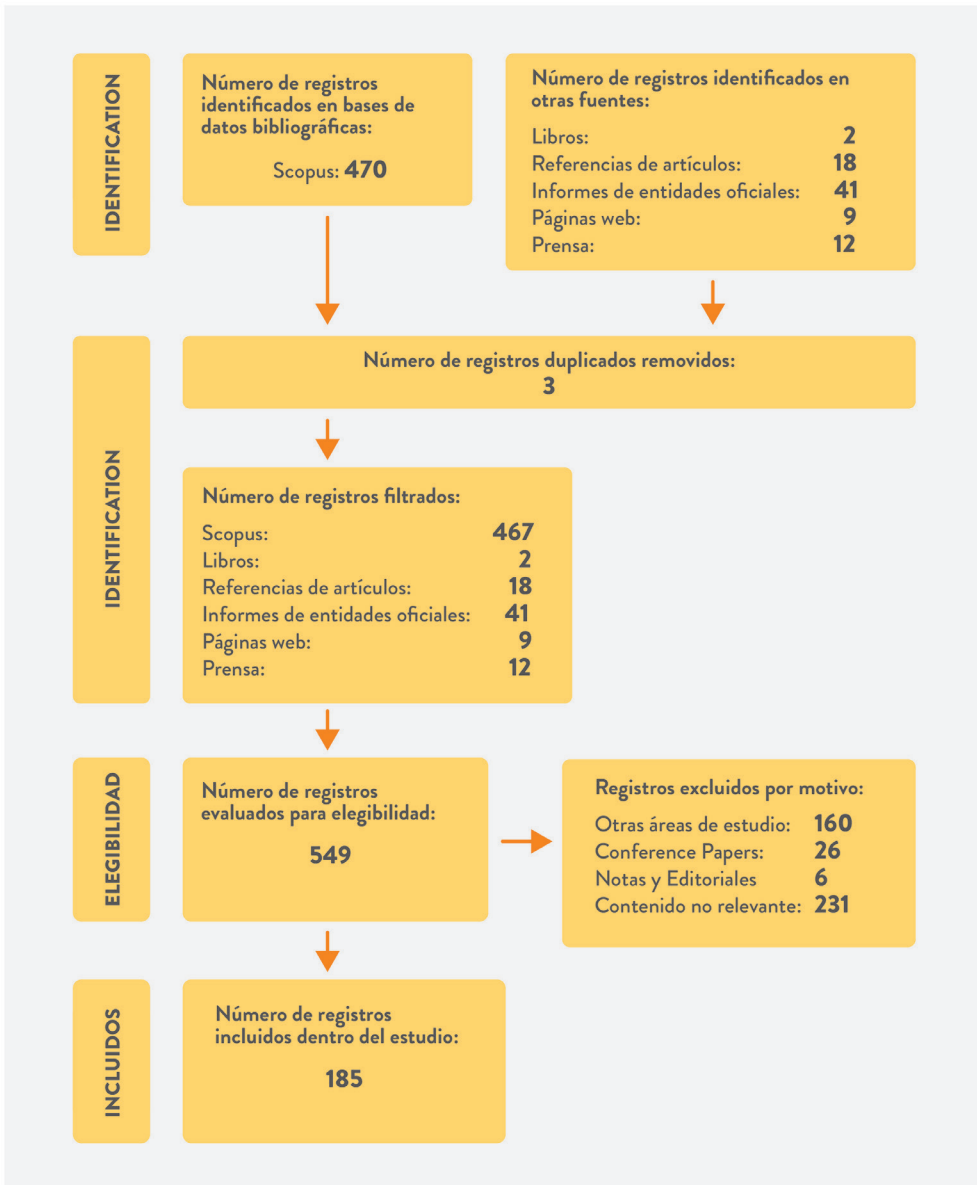 IDENTIFICATION
Número de registros
identificados en bases de
datos bibliográficas:
Scopus: 470
Número de registros identificados en
otras fuentes:
Libros: 2
Referencias de artículos: 18
Informes de entidades oficiales: 41
Páginas web: 9
Prensa: 12
IDENTIFICATION
Número de registros duplicados removidos:
3
Número de registros filtrados:
Scopus: 467
Libros: 2
Referencias de artículos: 18
Informes de entidades oficiales: 41
Páginas web: 9
Prensa: 12
ELEGIBILIDAD
Número de registros
evaluados para elegibilidad:
549
Registros excluidos por motivo:
Otras áreas de estudio: 160
Conference Papers: 26
Notas y Editoriales 6
Contenido no relevante: 231
INCLUIDOS
Número de registros
incluidos dentro del estudio:
185